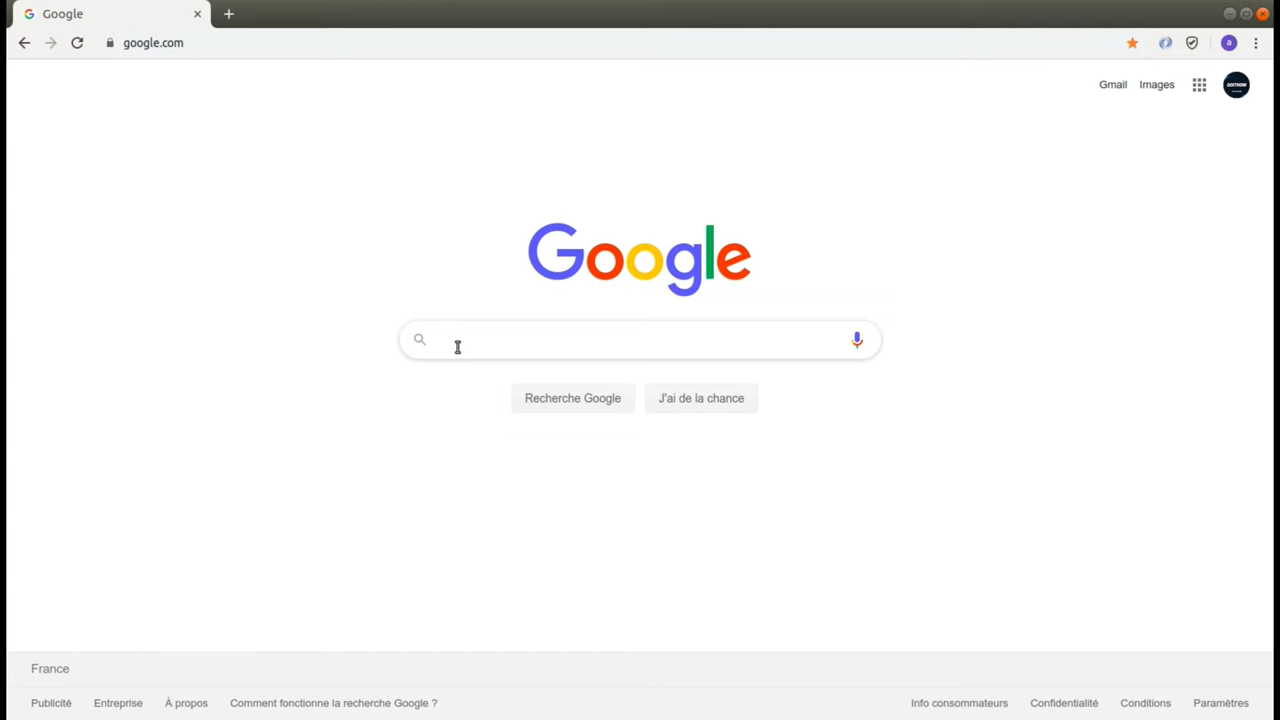 Google
google.com
a
Gmail Images
Google
Recherche Google J'ai de la chance
France
Publicité Entreprise À propos Comment fonctionne la recherche Google ? Info consommateurs Confidentialité Conditions Paramètres